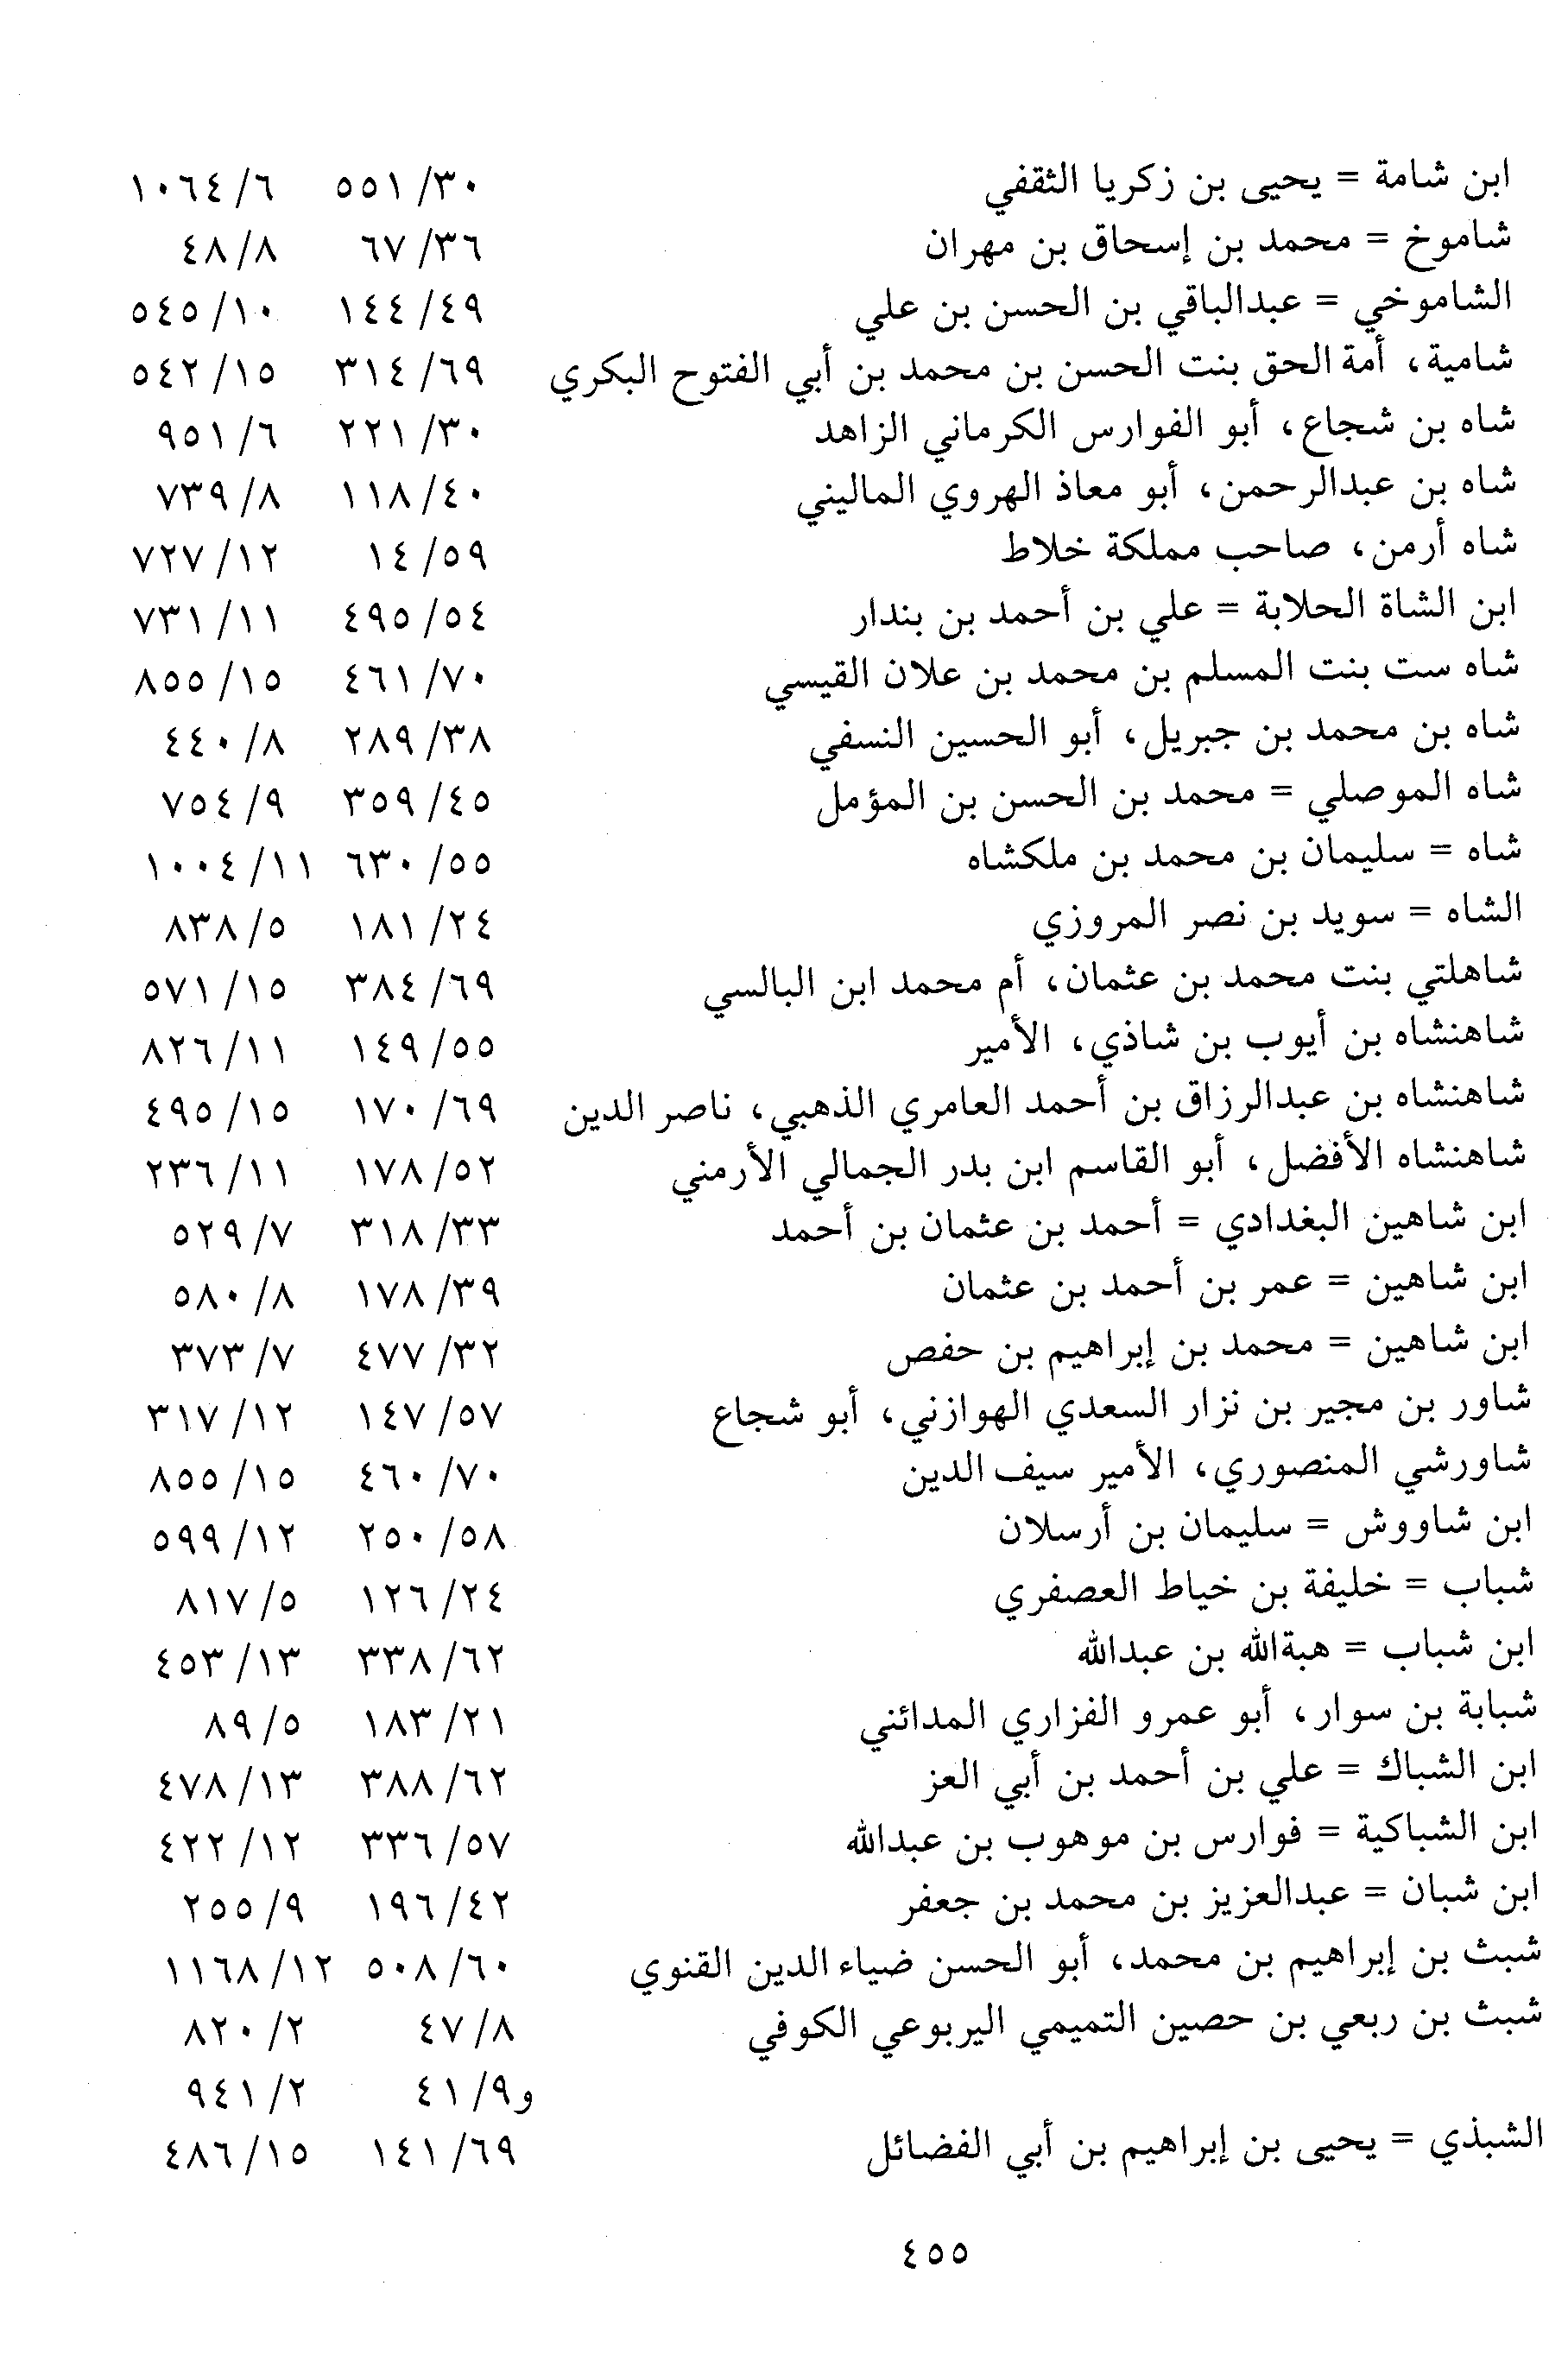 ابن شامة = يحيى بن زكريا الثقفي ٣٠/ ٥٥١ ٦/ ١٠٦٤
شاموخ = محمد بن إسحاق بن مهران ٣٦/ ٦٧ ٨/ ٤٨
الشاموخي = عبدالباقي بن الحسن بن علي ٤٩/ ١٤٤ ١٠/ ٥٤٥
شامية، أمة الحق بنت الحسن بن محمد بن أبي الفتوح البكري ٦٩/ ٣١٤ ١٥/ ٥٤٢
شاه بن شجاع، أبو الفوارس الكرماني الزاهد ٣٠/ ٢٢١ ٦/ ٩٥١
شاه بن عبدالرحمن، أبو معاذ الهروي الماليني ٤٠/ ١١٨ ٨/ ٧٣٩
شاه أرمن، صاحب مملكة خلاط ٥٩/ ١٤ ١٢/ ٧٢٧
ابن الشاة الحلابة = علي بن أحمد بن بندار ٥٤/ ٤٩٥ ١١/ ٧٣١
شاه ست بنت المسلم بن محمد بن علان القيسي ٧٠/ ٤٦١ ١٥/ ٨٥٥
شاه بن محمد بن جبريل، أبو الحسين النسفي ٣٨/ ٢٨٩ ٨/ ٤٤٠
شاه الموصلي = محمد بن الحسن بن المؤمل ٤٥/ ٣٥٩ ٩/ ٧٥٤
شاه = سليمان بن محمد بن ملكشاه ٥٥/ ٦٣٠ ١١/ ١٠٠٤
الشاه = سويد بن نصر المروزي ٢٤/ ١٨١ ٥/ ٨٣٨
شاهلتي بنت محمد بن عثمان، أم محمد ابن البالسي ٦٩/ ٣٨٤ ١٥/ ٥٧١
شاهنشاه بن أيوب بن شاذي، الأمير ٥٥/ ١٤٩ ١١/ ٨٢٦
شاهنشاه بن عبدالرزاق بن أحمد العامري الذهبي، ناصر الدين ٦٩/ ١٧٠ ١٥/ ٤٩٥
شاهنشاه الأفضل، أبو القاسم ابن بدر الجمالي الأرمني ٥٢/ ١٧٨ ١١/ ٢٣٦
ابن شاهين البغدادي = أحمد بن عثمان بن أحمد ٣٣/ ٣١٨ ٧/ ٥٢٩
ابن شاهين = عمر بن أحمد بن عثمان ٣٩/ ١٧٨ ٨/ ٥٨٠
ابن شاهين = محمد بن إبراهيم بن حفص ٣٢/ ٤٧٧ ٧/ ٣٧٣
شاور بن مجير بن نزار السعدي الهوازني، أبو شجاع ٥٧/ ١٤٧ ١٢/ ٣١٧
شاورشي المنصوري، الأمير سيف الدين ٧٠/ ٤٦٠ ١٥/ ٨٥٥
ابن شاووش = سليمان بن أرسلان ٥٨/ ٢٥٠ ١٢/ ٥٩٩
شباب = خليفة بن خياط العصفري ٢٤/ ١٢٦ ٥/ ٨١٧
ابن شباب = هبةالله بن عبدالله ٦٢/ ٣٣٨ ١٣/ ٤٥٣
شبابة بن سوار، أبو عمرو الفزاري المدائني ٢١/ ١٨٣ ٥/ ٨٩
ابن الشباك = علي بن أحمد بن أبي العز ٦٢/ ٣٨٨ ١٣/ ٤٧٨
ابن الشباكية = فوارس بن موهوب بن عبدالله ٥٧/ ٣٣٦ ١٢/ ٤٢٢
ابن شبان = عبدالعزيز بن محمد بن جعفر ٤٢/ ١٩٦ ٩/ ٢٥٥
شبث بن إبراهيم بن محمد، أبو الحسن ضياء الدين القنوي ٦٠/ ٥٠٨ ١٢/ ١١٦٨
شبث بن ربعي بن حصين التميمي اليربوعي الكوفي ٨/ ٤٧ ٢/ ٨٢٠
و٩/ ٤١ ٢/ ٩٤١
الشبذي = يحيى بن إبراهيم بن أبي الفضائل ٦٩/ ١٤١ ١٥/ ٤٨٦
٤٥٥